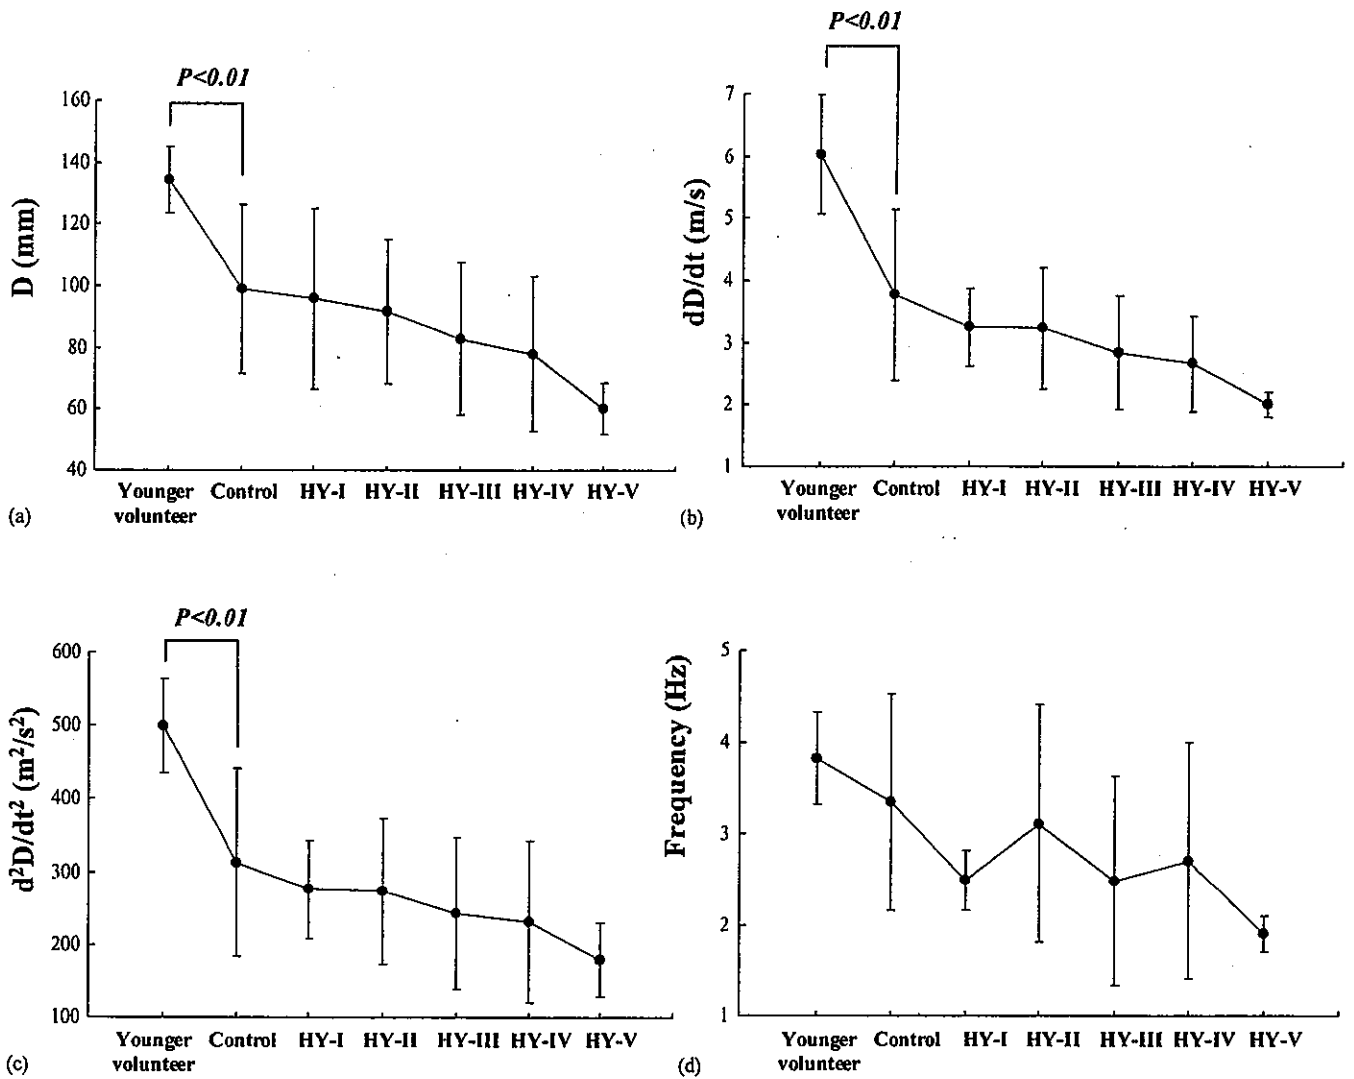 P<0.01
160
140
120
100
80
60
40
D (mm)
Younger volunteer
Control
HY-I
HY-II
HY-III
HY-IV
HY-V
(a)
P<0.01
7
6
5
4
3
2
1
dD/dt (m/s)
Younger volunteer
Control
HY-I
HY-II
HY-III
HY-IV
HY-V
(b)
P<0.01
600
500
400
300
200
100
d²D/dt² (m²/s²)
Younger volunteer
Control
HY-I
HY-II
HY-III
HY-IV
HY-V
(c)
5
4
3
2
1
Frequency (Hz)
Younger volunteer
Control
HY-I
HY-II
HY-III
HY-IV
HY-V
(d)